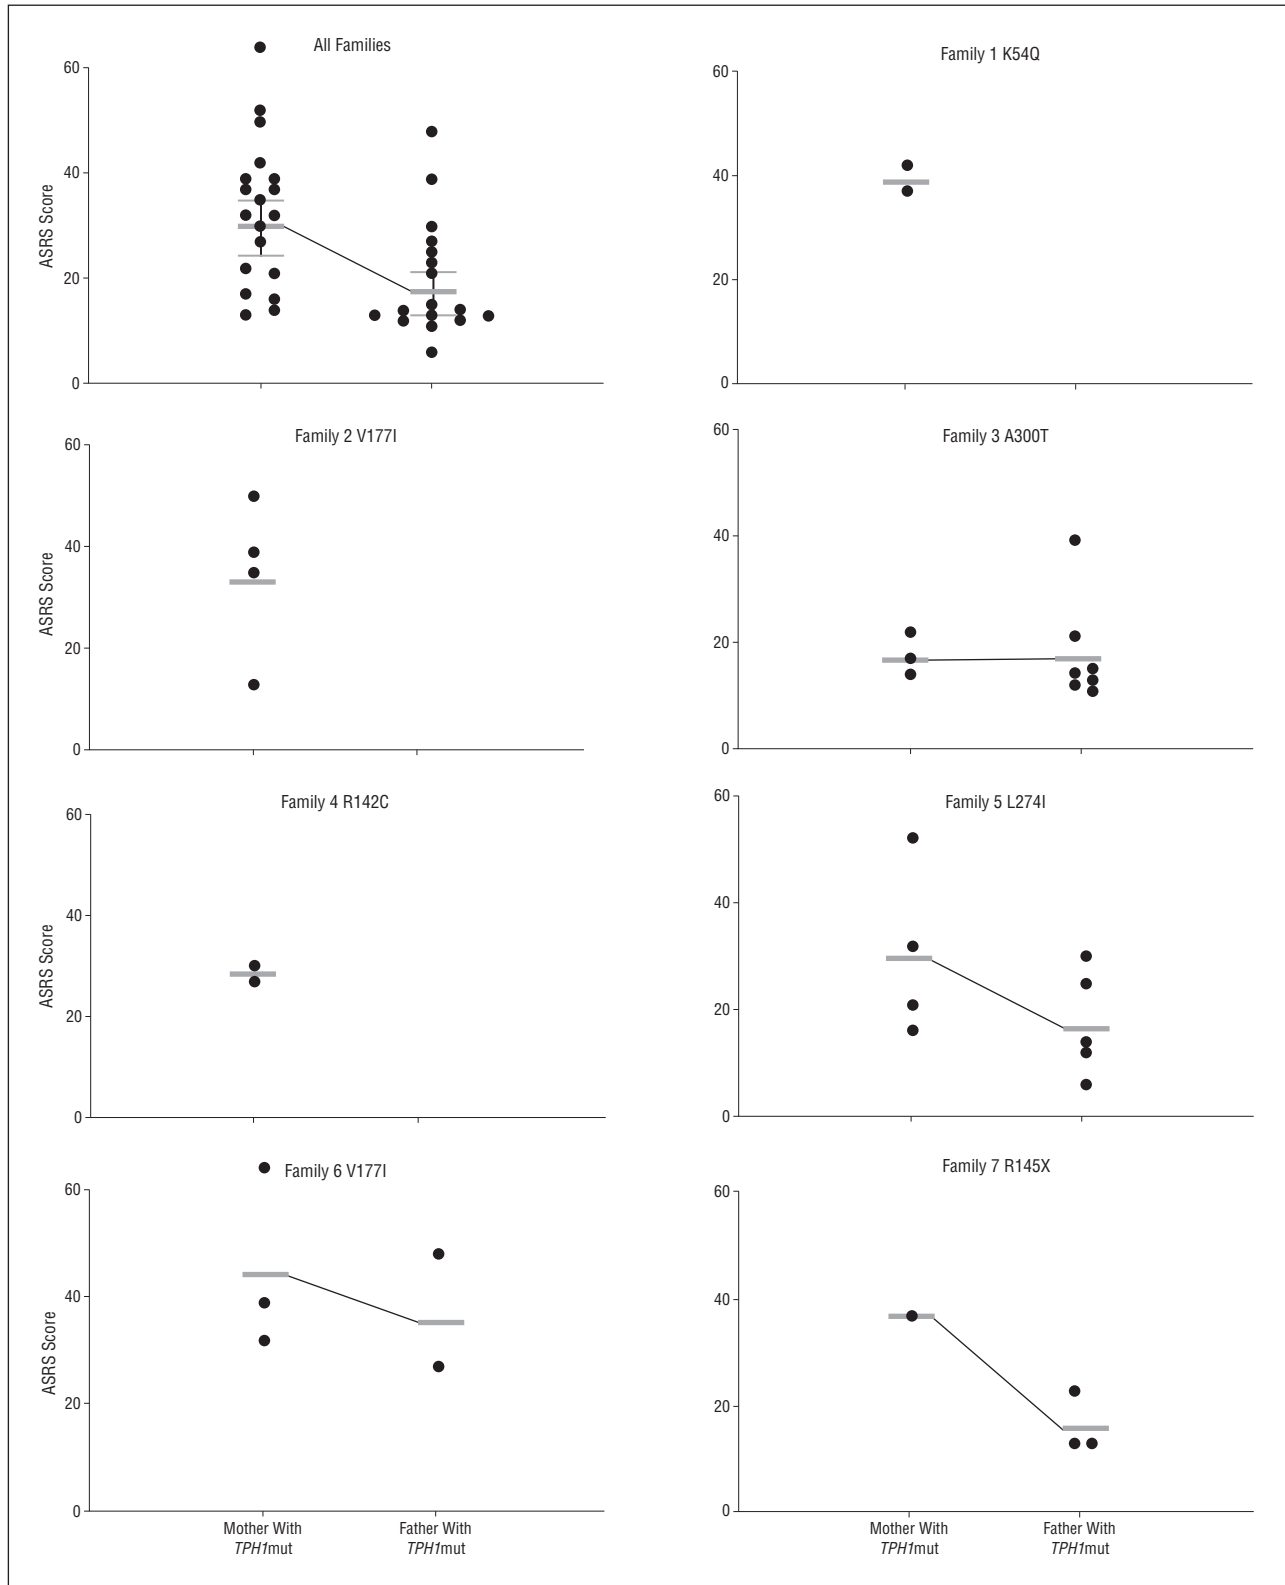 All Families
60
40
20
0
ASRS Score
Family 1 K54Q
60
40
20
0
Family 2 V177I
60
40
20
0
ASRS Score
Family 3 A300T
60
40
20
0
Family 4 R142C
60
40
20
0
ASRS Score
Family 5 L274I
60
40
20
0
Family 6 V177I
60
40
20
0
ASRS Score
Mother With
TPH1mut
Father With
TPH1mut
Family 7 R145X
60
40
20
0
Mother With
TPH1mut
Father With
TPH1mut